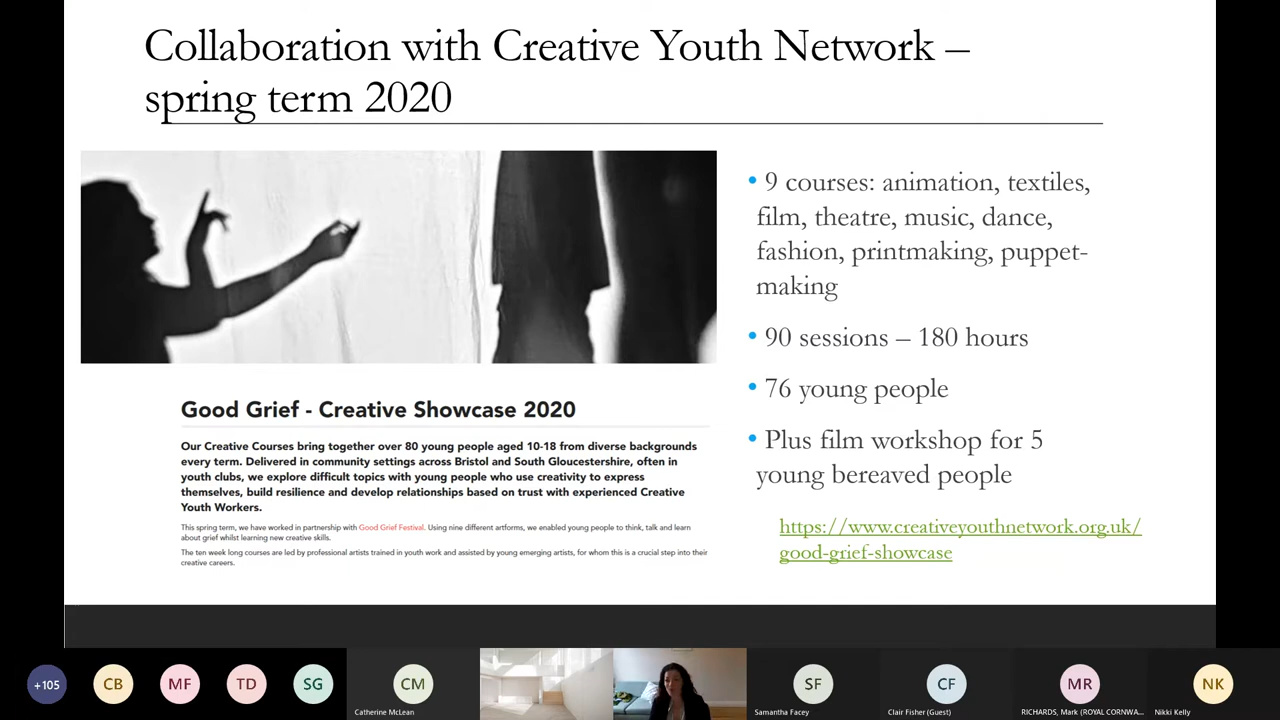 Collaboration with Creative Youth Network –
spring term 2020
• 9 courses: animation, textiles,
film, theatre, music, dance,
fashion, printmaking, puppet-
making
• 90 sessions – 180 hours
• 76 young people
• Plus film workshop for 5
young bereaved people
https://www.creativeyouthnetwork.org.uk/
good-grief-showcase
Good Grief - Creative Showcase 2020
Our Creative Courses bring together over 80 young people aged 10-18 from diverse backgrounds
every term. Delivered in community settings across Bristol and South Gloucestershire, often in
youth clubs, we explore difficult topics with young people who use creativity to express
themselves, build resilience and develop relationships based on trust with experienced Creative
Youth Workers.
This spring term, we have worked in partnership with Good Grief Festival. Using nine different artforms, we enabled young people to think, talk and learn
about grief whilst learning new creative skills.
The ten week long courses are led by professional artists trained in youth work and assisted by young emerging artists, for whom this is a crucial step into their
creative careers.
+105
CB
MF
TD
SG
CM
Catherine McLean
SF
Samantha Facey
CF
Clair Fisher (Guest)
MR
RICHARDS, Mark (ROYAL CORNWA...
NK
Nikki Kelly